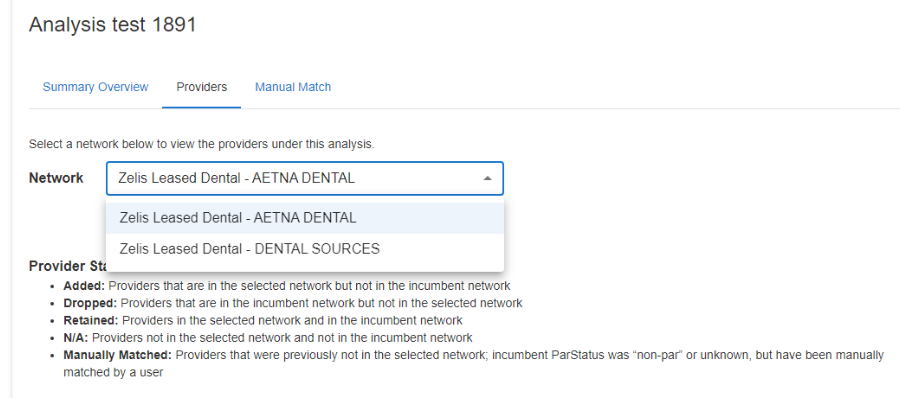 Analysis test 1891
Summary Overview Providers Manual Match
Select a network below to view the providers under this analysis.
Network Zelis Leased Dental - AETNA DENTAL
Zelis Leased Dental - AETNA DENTAL
Zelis Leased Dental - DENTAL SOURCES
Provider
• Added: Providers that are in the selected network but not in the incumbent network
• Dropped: Providers that are in the incumbent network but not in the selected network
• Retained: Providers in the selected network and in the incumbent network
• N/A: Providers not in the selected network and not in the incumbent network
• Manually Matched: Providers that were previously not in the selected network; incumbent ParStatus was “non-par” or unknown, but have been manually
matched by a user